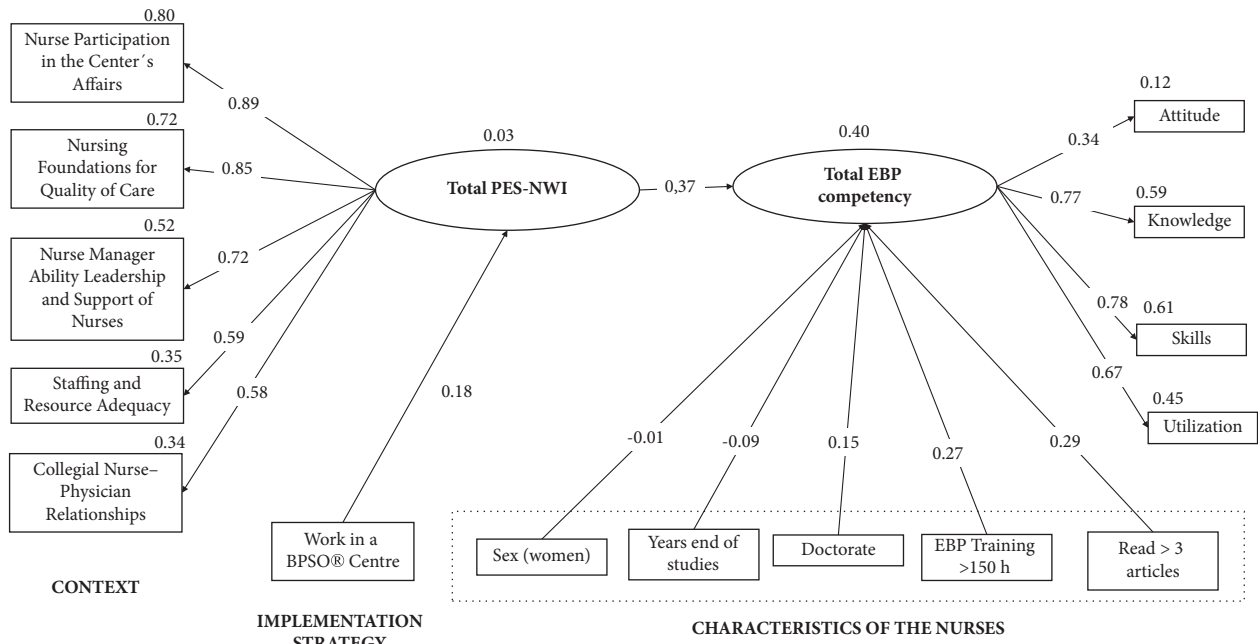 0.80
Nurse Participation
in the Center´s
Affairs
0.89
0.72
Nursing
Foundations for
Quality of Care
0.85
0.52
Nurse Manager
Ability Leadership
and Support of
Nurses
0.72
0.35
Staffing and
Resource Adequacy
0.59
0.34
Collegial Nurse–
Physician
Relationships
0.58
CONTEXT
0.03
Total PES-NWI
0,37
0.18
Work in a
BPSO® Centre
IMPLEMENTATION
STRATEGY
0.40
Total EBP
competency
0.12
Attitude
0.34
0.59
Knowledge
0.77
0.61
Skills
0.78
0.45
Utilization
0.67
-0.01
-0.09
0.15
0.27
0.29
Sex (women)
Years end of
studies
Doctorate
EBP Training
>150 h
Read > 3
articles
CHARACTERISTICS OF THE NURSES